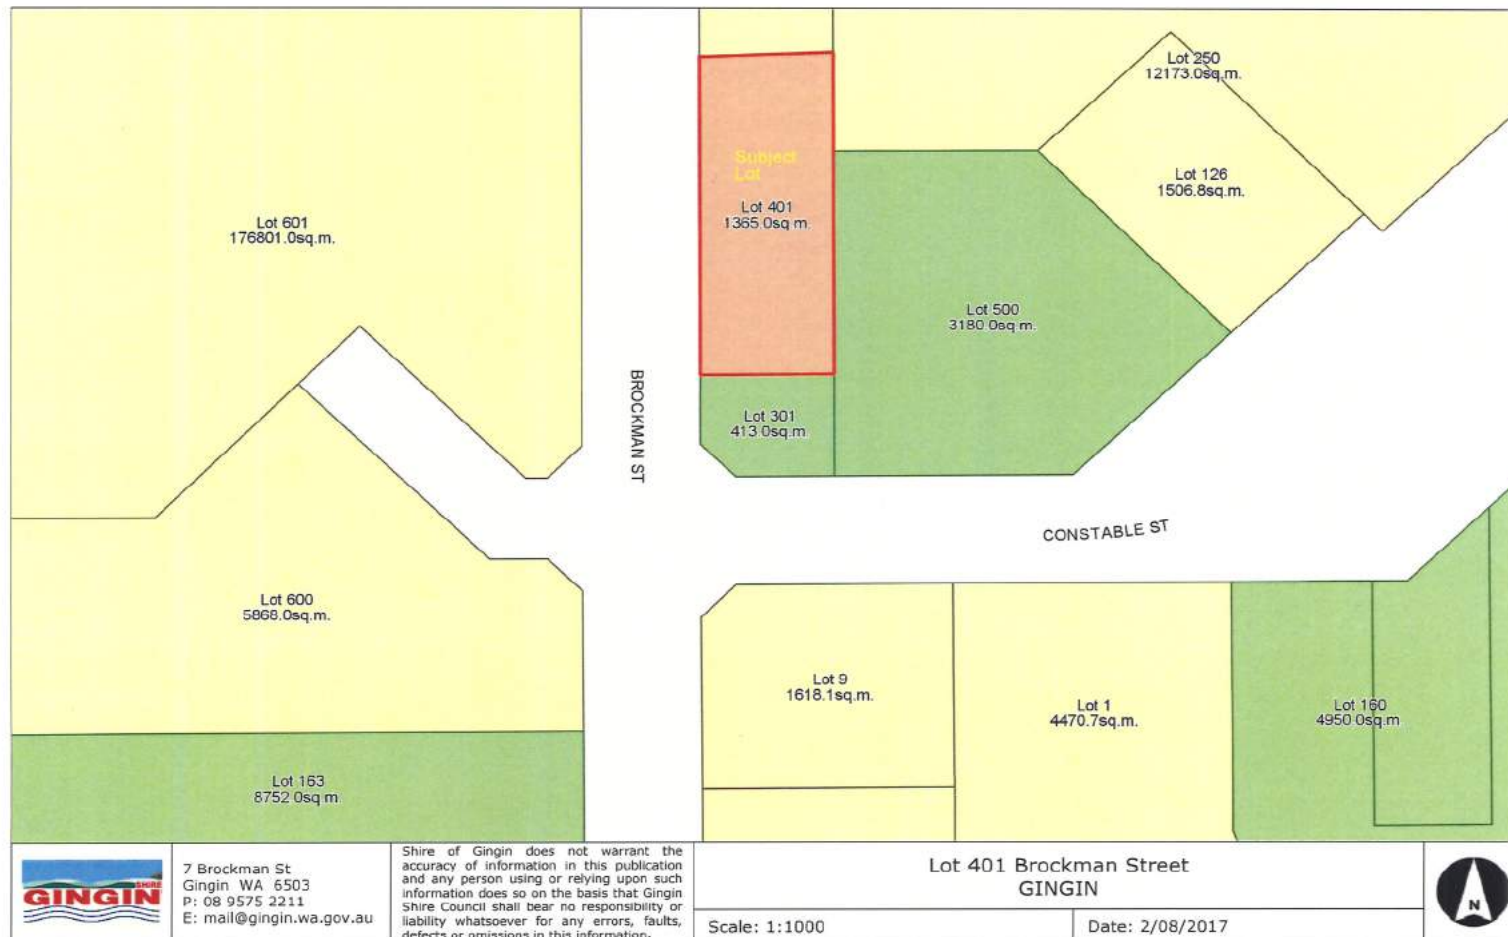 Lot 250
12173.0sq.m.
Subject
Lot
Lot 126
1506.8sq.m.
Lot 401
1365.0sq.m.
Lot 601
176801.0sq.m.
Lot 500
3180.0sq.m.
BROCKMAN ST
Lot 301
413.0sq.m.
CONSTABLE ST
Lot 600
5868.0sq.m.
Lot 9
1618.1sq.m.
Lot 1
4470.7sq.m.
Lot 160
4950.0sq.m
Lot 163
8752.0sq.m.
SHIRE
GINGIN
7 Brockman St
Gingin WA 6503
P: 08 9575 2211
E: mail@gingin.wa.gov.au
Shire of Gingin does not warrant the
accuracy of information in this publication
and any person using or relying upon such
information does so on the basis that Gingin
Shire Council shall bear no responsibility or
liability whatsoever for any errors, faults,
defects or omissions in this information.
Lot 401 Brockman Street
GINGIN
Scale: 1:1000
Date: 2/08/2017
N